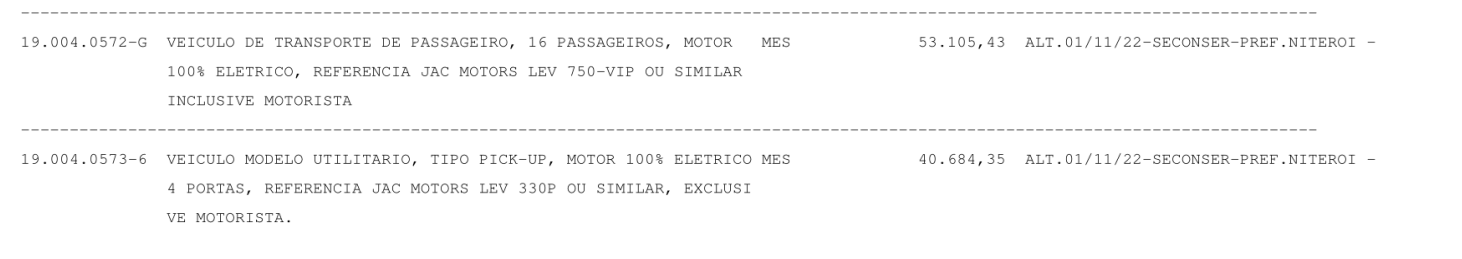 19.004.0572-G VEICULO DE TRANSPORTE DE PASSAGEIRO, 16 PASSAGEIROS, MOTOR MES 53.105,43 ALT.01/11/22-SECONSER-PREF.NITEROI -
100% ELETRICO, REFERENCIA JAC MOTORS LEV 750-VIP OU SIMILAR
INCLUSIVE MOTORISTA
19.004.0573-6 VEICULO MODELO UTILITARIO, TIPO PICK-UP, MOTOR 100% ELETRICO MES 40.684,35 ALT.01/11/22-SECONSER-PREF.NITEROI -
4 PORTAS, REFERENCIA JAC MOTORS LEV 330P OU SIMILAR, EXCLUSI
VE MOTORISTA.